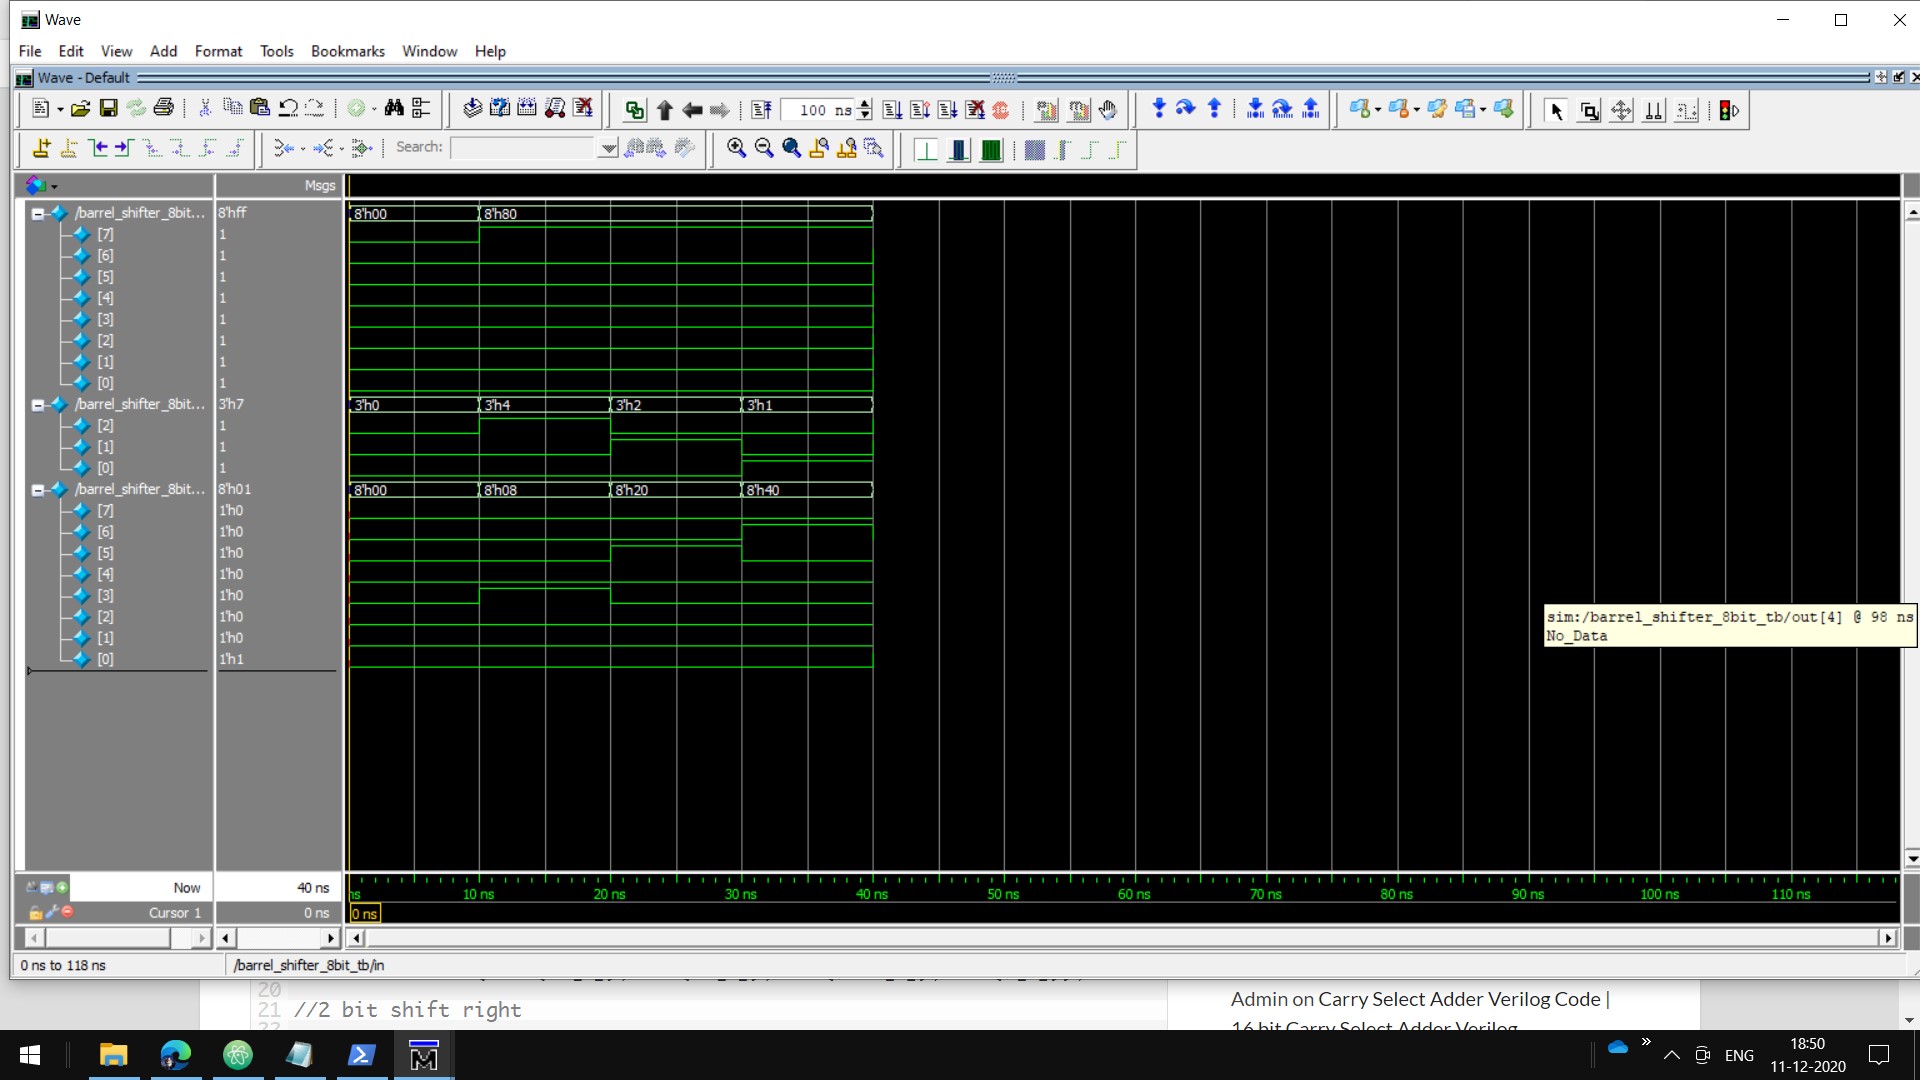 Wave
File Edit View Add Format Tools Bookmarks Window Help
Wave - Default
100 ns
Search:
Msgs
/barrel_shifter_8bit... 8'hff 8'h00 8'h80
[7] 1
[6] 1
[5] 1
[4] 1
[3] 1
[2] 1
[1] 1
[0] 1
/barrel_shifter_8bit... 3'h7 3'h0 3'h4 3'h2 3'h1
[2] 1
[1] 1
[0] 1
/barrel_shifter_8bit... 8'h01 8'h00 8'h08 8'h20 8'h40
[7] 1'h0
[6] 1'h0
[5] 1'h0
[4] 1'h0
[3] 1'h0
[2] 1'h0
[1] 1'h0
[0] 1'h1
sim:/barrel_shifter_8bit_tb/out[4] @ 98 ns
No_Data
Now 40 ns ns 10 ns 20 ns 30 ns 40 ns 50 ns 60 ns 70 ns 80 ns 90 ns 100 ns 110 ns
Cursor 1 0 ns 0 ns
0 ns to 118 ns /barrel_shifter_8bit_tb/in
20
21 //2 bit shift right
22
Admin on Carry Select Adder Verilog Code |
16 bit Carry Select Adder Verilog
ENG
18:50
11-12-2020